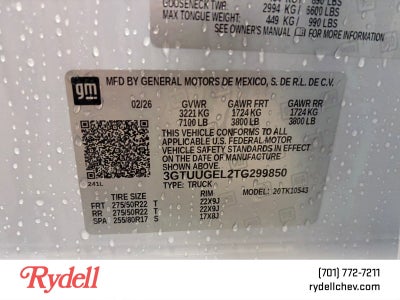 GOOSENECK TWR
2994 KG 6600 LBS
MAX TONGUE WEIGHT: 449 KG / 990 LBS
SEE OWNER'S MANUAL FOR MORE INFORMATION
gm
MFD BY GENERAL MOTORS DE MEXICO, S. DE R.L. DE C.V.
02/26 GVWR GAWR FRT GAWR RR
3221 KG 1724 KG 1724 KG
7100 LB 3800 LB 3800 LB
THIS VEHICLE CONFORMS TO ALL
APPLICABLE U.S. FEDERAL MOTOR
VEHICLE SAFETY STANDARDS IN EFFECT
ON THE DATE OF MANUFACTURE
SHOWN ABOVE.
3GTUUGEL2TG299850
TYPE: TRUCK MODEL: 20TK10543
241L
TIRE SIZE RIM
FRT 275/50R22 T 22X9J
RR 275/50R22 T 22X9J
SPA 255/80R17 S 17X8J
Rydell
(701) 772-7211
rydellchev.com